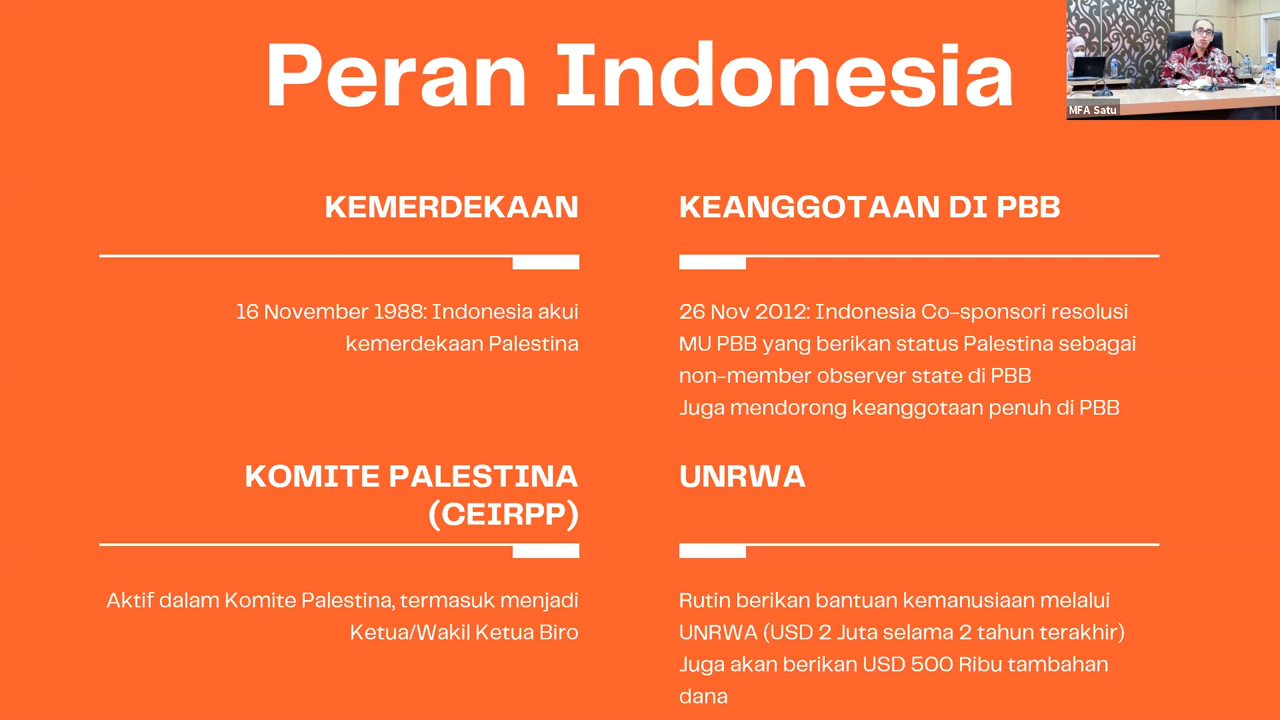 Peran Indonesia
MFA Satu
KEMERDEKAAN
16 November 1988: Indonesia akui
kemerdekaan Palestina
KEANGGOTAAN DI PBB
26 Nov 2012: Indonesia Co-sponsori resolusi
MU PBB yang berikan status Palestina sebagai
non-member observer state di PBB
Juga mendorong keanggotaan penuh di PBB
KOMITE PALESTINA
(CEIRPP)
Aktif dalam Komite Palestina, termasuk menjadi
Ketua/Wakil Ketua Biro
UNRWA
Rutin berikan bantuan kemanusiaan melalui
UNRWA (USD 2 Juta selama 2 tahun terakhir)
Juga akan berikan USD 500 Ribu tambahan
dana